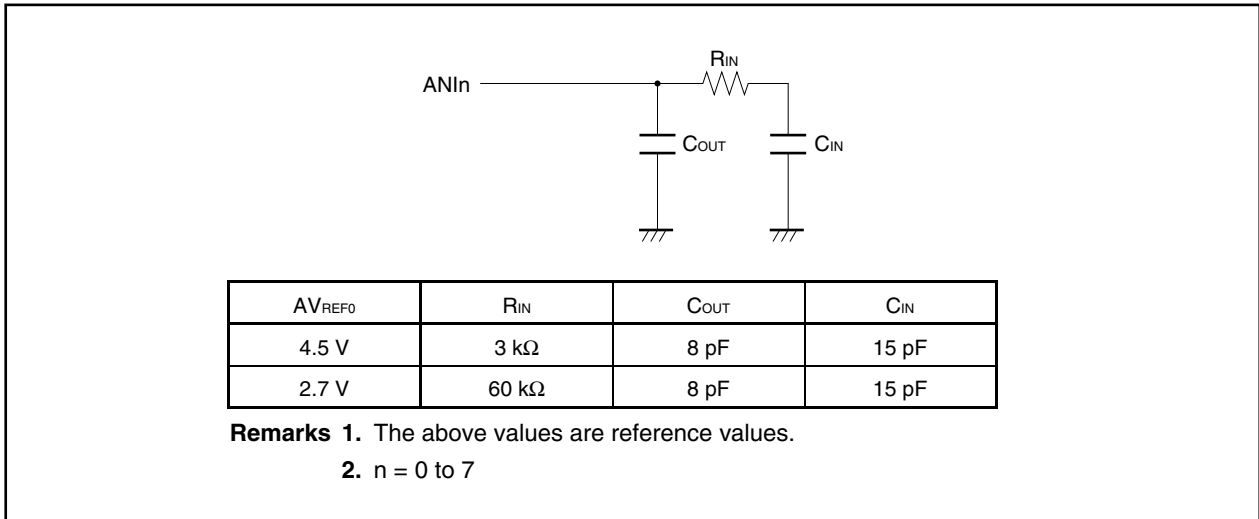 RIN
ANIn
COUT
CIN
AVREF0 RIN COUT CIN
4.5 V 3 kΩ 8 pF 15 pF
2.7 V 60 kΩ 8 pF 15 pF
Remarks 1. The above values are reference values.
2. n = 0 to 7